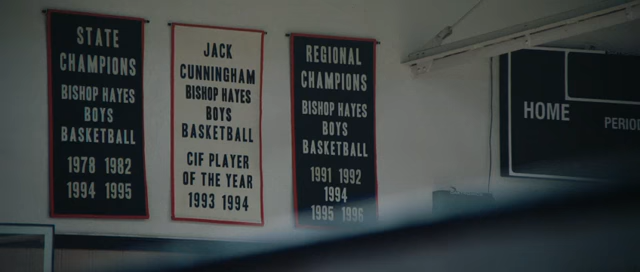 STATE
CHAMPIONS
BISHOP HAYES
BOYS
BASKETBALL
1978 1982
1994 1995
JACK
CUNNINGHAM
BISHOP HAYES
BOYS
BASKETBALL
CIF PLAYER
OF THE YEAR
1993 1994
REGIONAL
CHAMPIONS
BISHOP HAYES
BOYS
BASKETBALL
1991 1992
1994
1995 1996
HOME
PERIOD